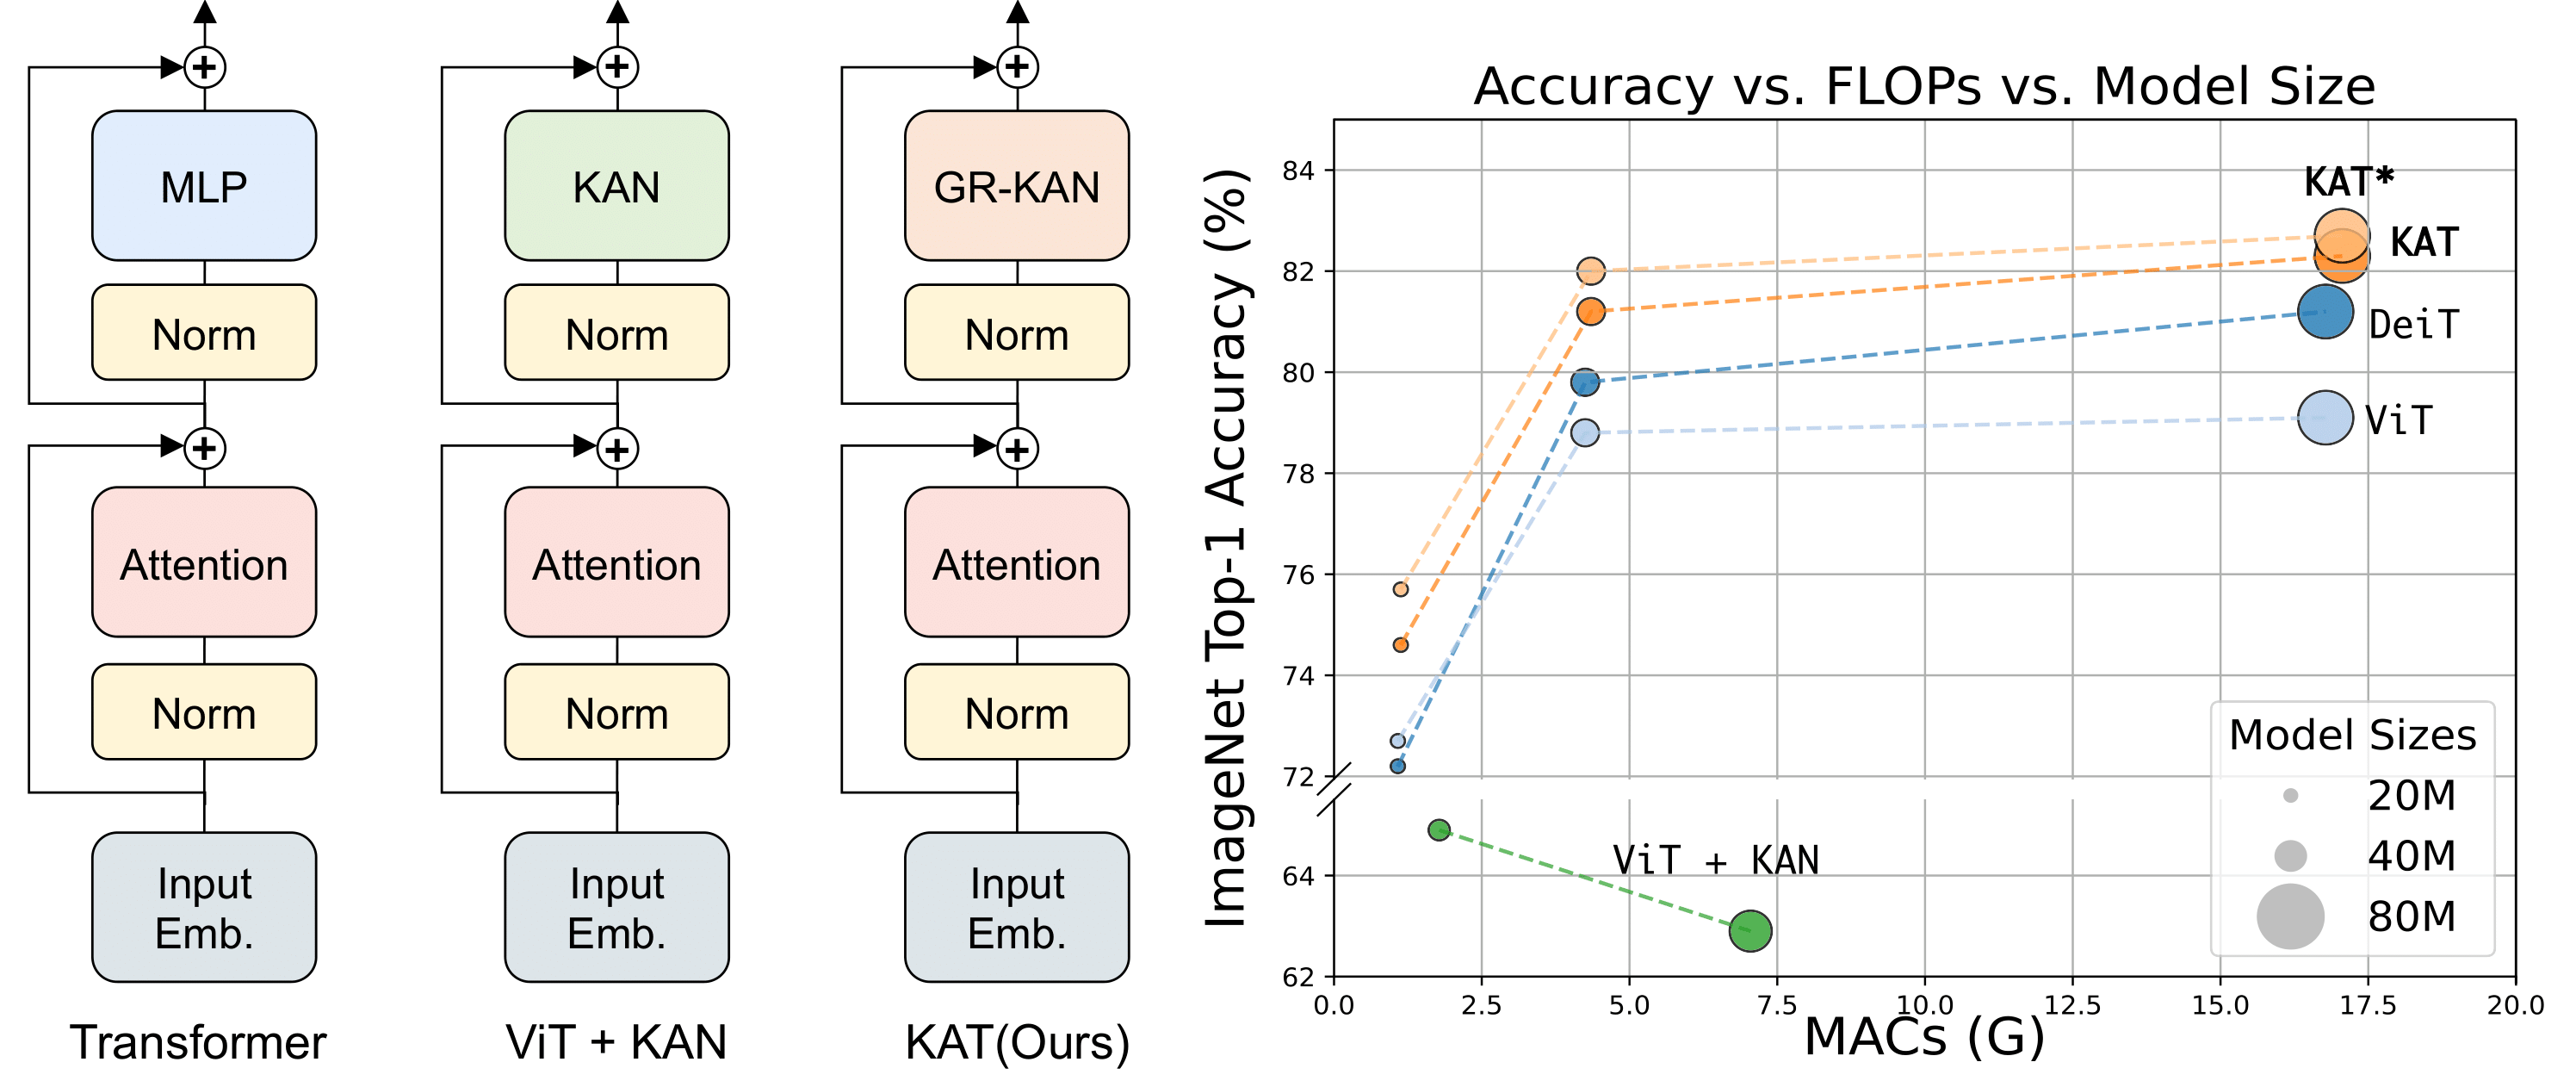 MLP
Norm
+
Attention
Norm
Input
Emb.
Transformer
+
KAN
Norm
+
Attention
Norm
Input
Emb.
ViT + KAN
+
GR-KAN
Norm
+
Attention
Norm
Input
Emb.
KAT(Ours)
+
Accuracy vs. FLOPs vs. Model Size
ImageNet Top-1 Accuracy (%)
84
82
80
78
76
74
72
64
62
KAT*
KAT
DeiT
ViT
ViT + KAN
Model Sizes
20M
40M
80M
0.0 2.5 5.0 7.5 10.0 12.5 15.0 17.5 20.0
MACs (G)